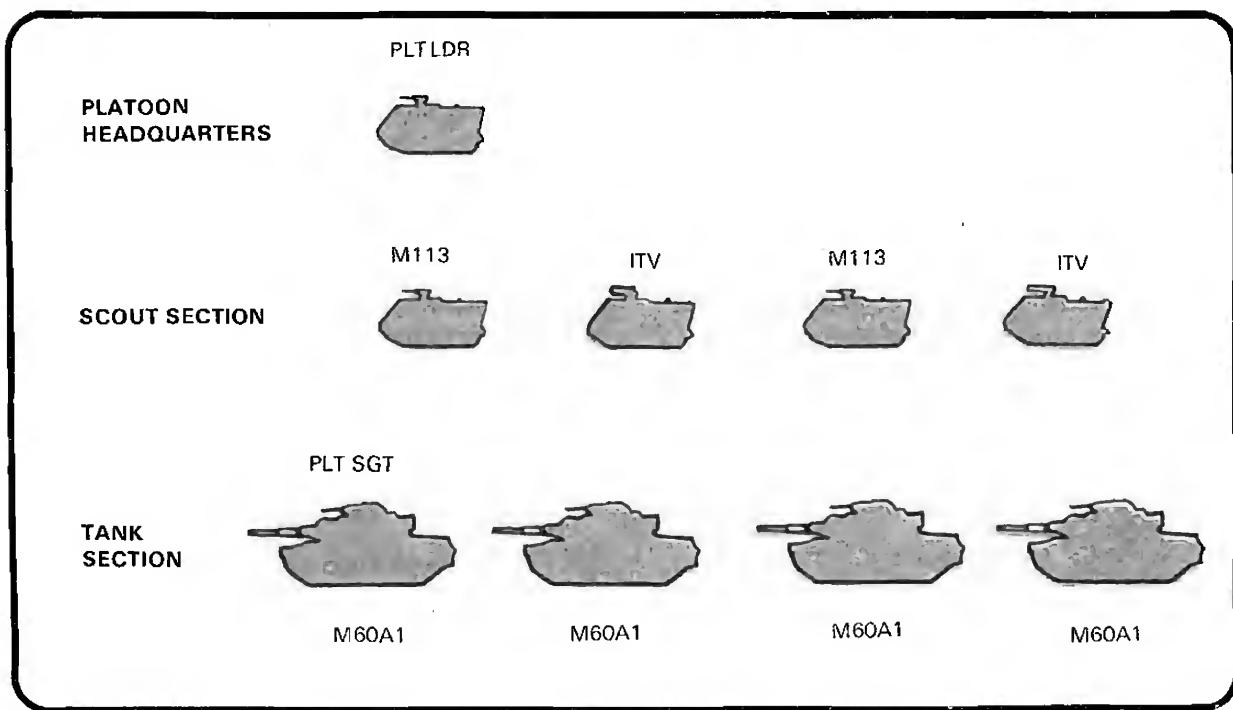 PLT LDR
PLATOON
HEADQUARTERS
M113 ITV M113 ITV
SCOUT SECTION
PLT SGT
TANK
SECTION
M60A1 M60A1 M60A1 M60A1